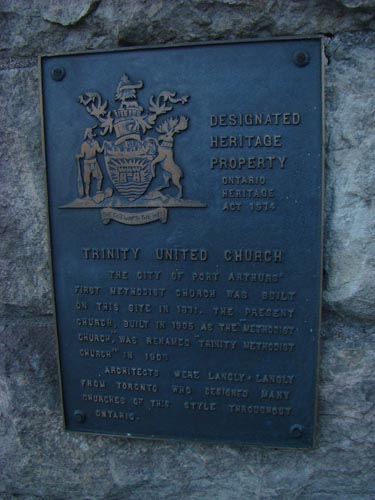 DESIGNATED
HERITAGE
PROPERTY
ONTARIO
HERITAGE
ACT 1974
TRINITY UNITED CHURCH
THE CITY OF PORT ARTHURS'
FIRST METHODIST CHURCH WAS BUILT
ON THIS SITE IN 1871. THE PRESENT
CHURCH, BUILT IN 1905 AS THE "METHODIST
CHURCH", WAS RENAMED "TRINITY METHODIST
CHURCH" IN
ARCHITECTS WERE LANGLY & LANGLY
FROM TORONTO WHO DESIGNED MANY
CHURCHES OF THIS STYLE THROUGHOUT
ONTARIO.